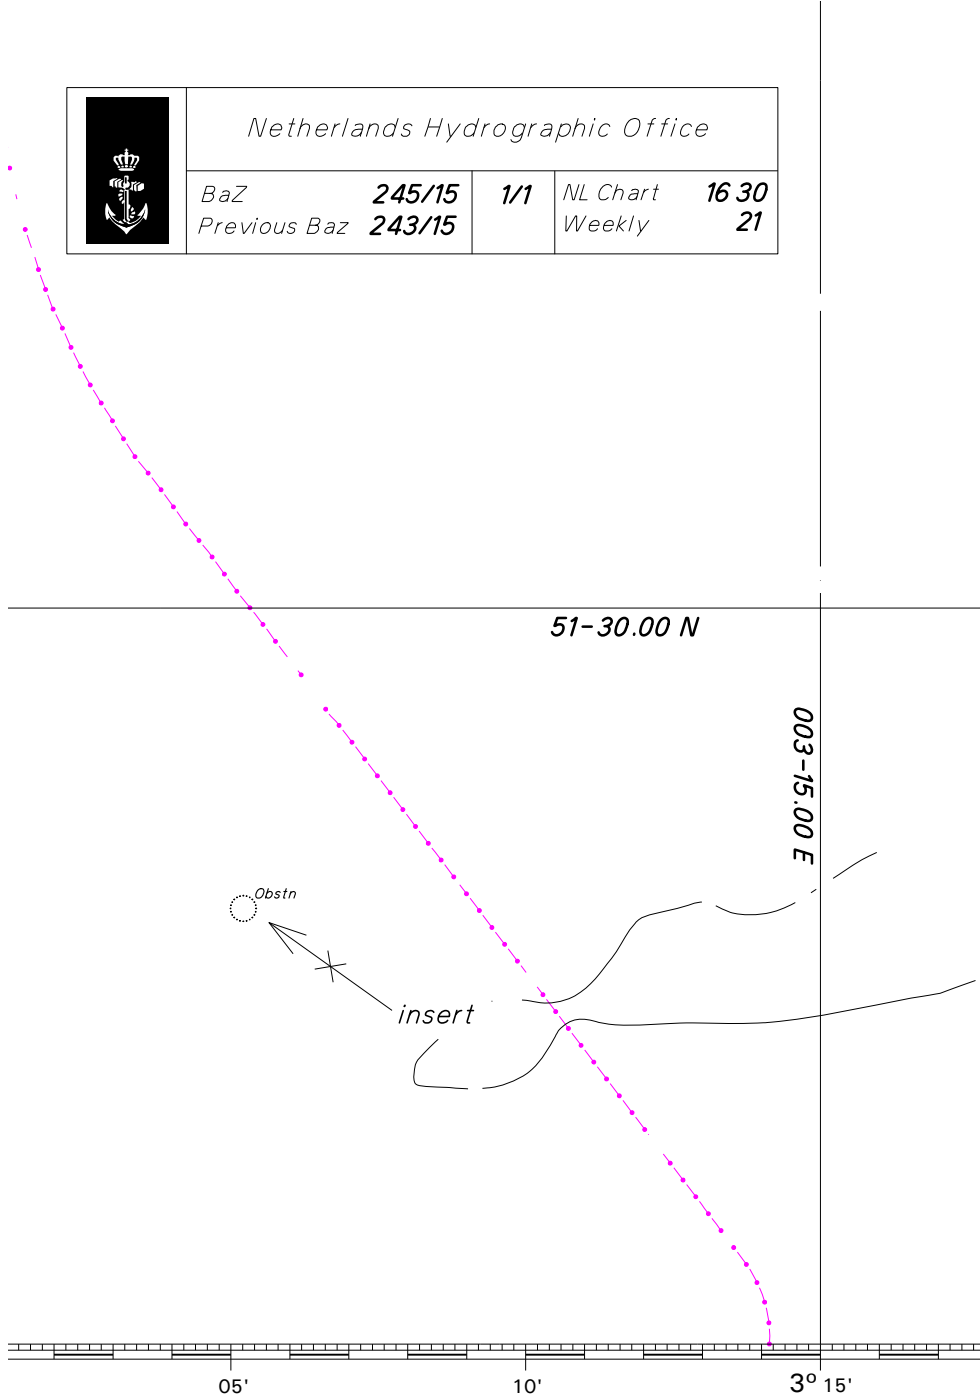 Netherlands Hydrographic Office
BaZ 245/15 1/1 NL Chart 16 30
Previous Baz 243/15 Weekly 21
51-30.00 N
003-15.00 E
Obstn
insert
05' 10' 3° 15'